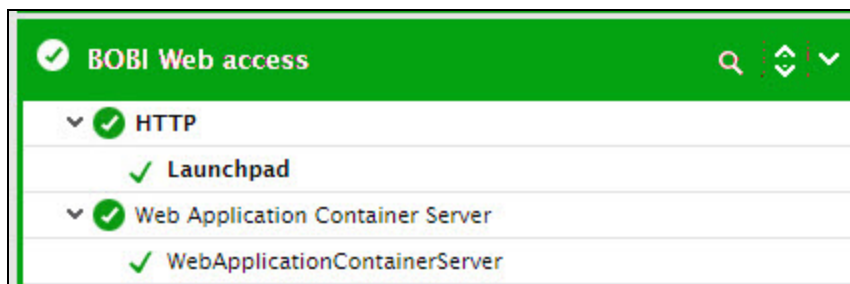 BOBI Web access
HTTP
Launchpad
Web Application Container Server
WebApplicationContainerServer